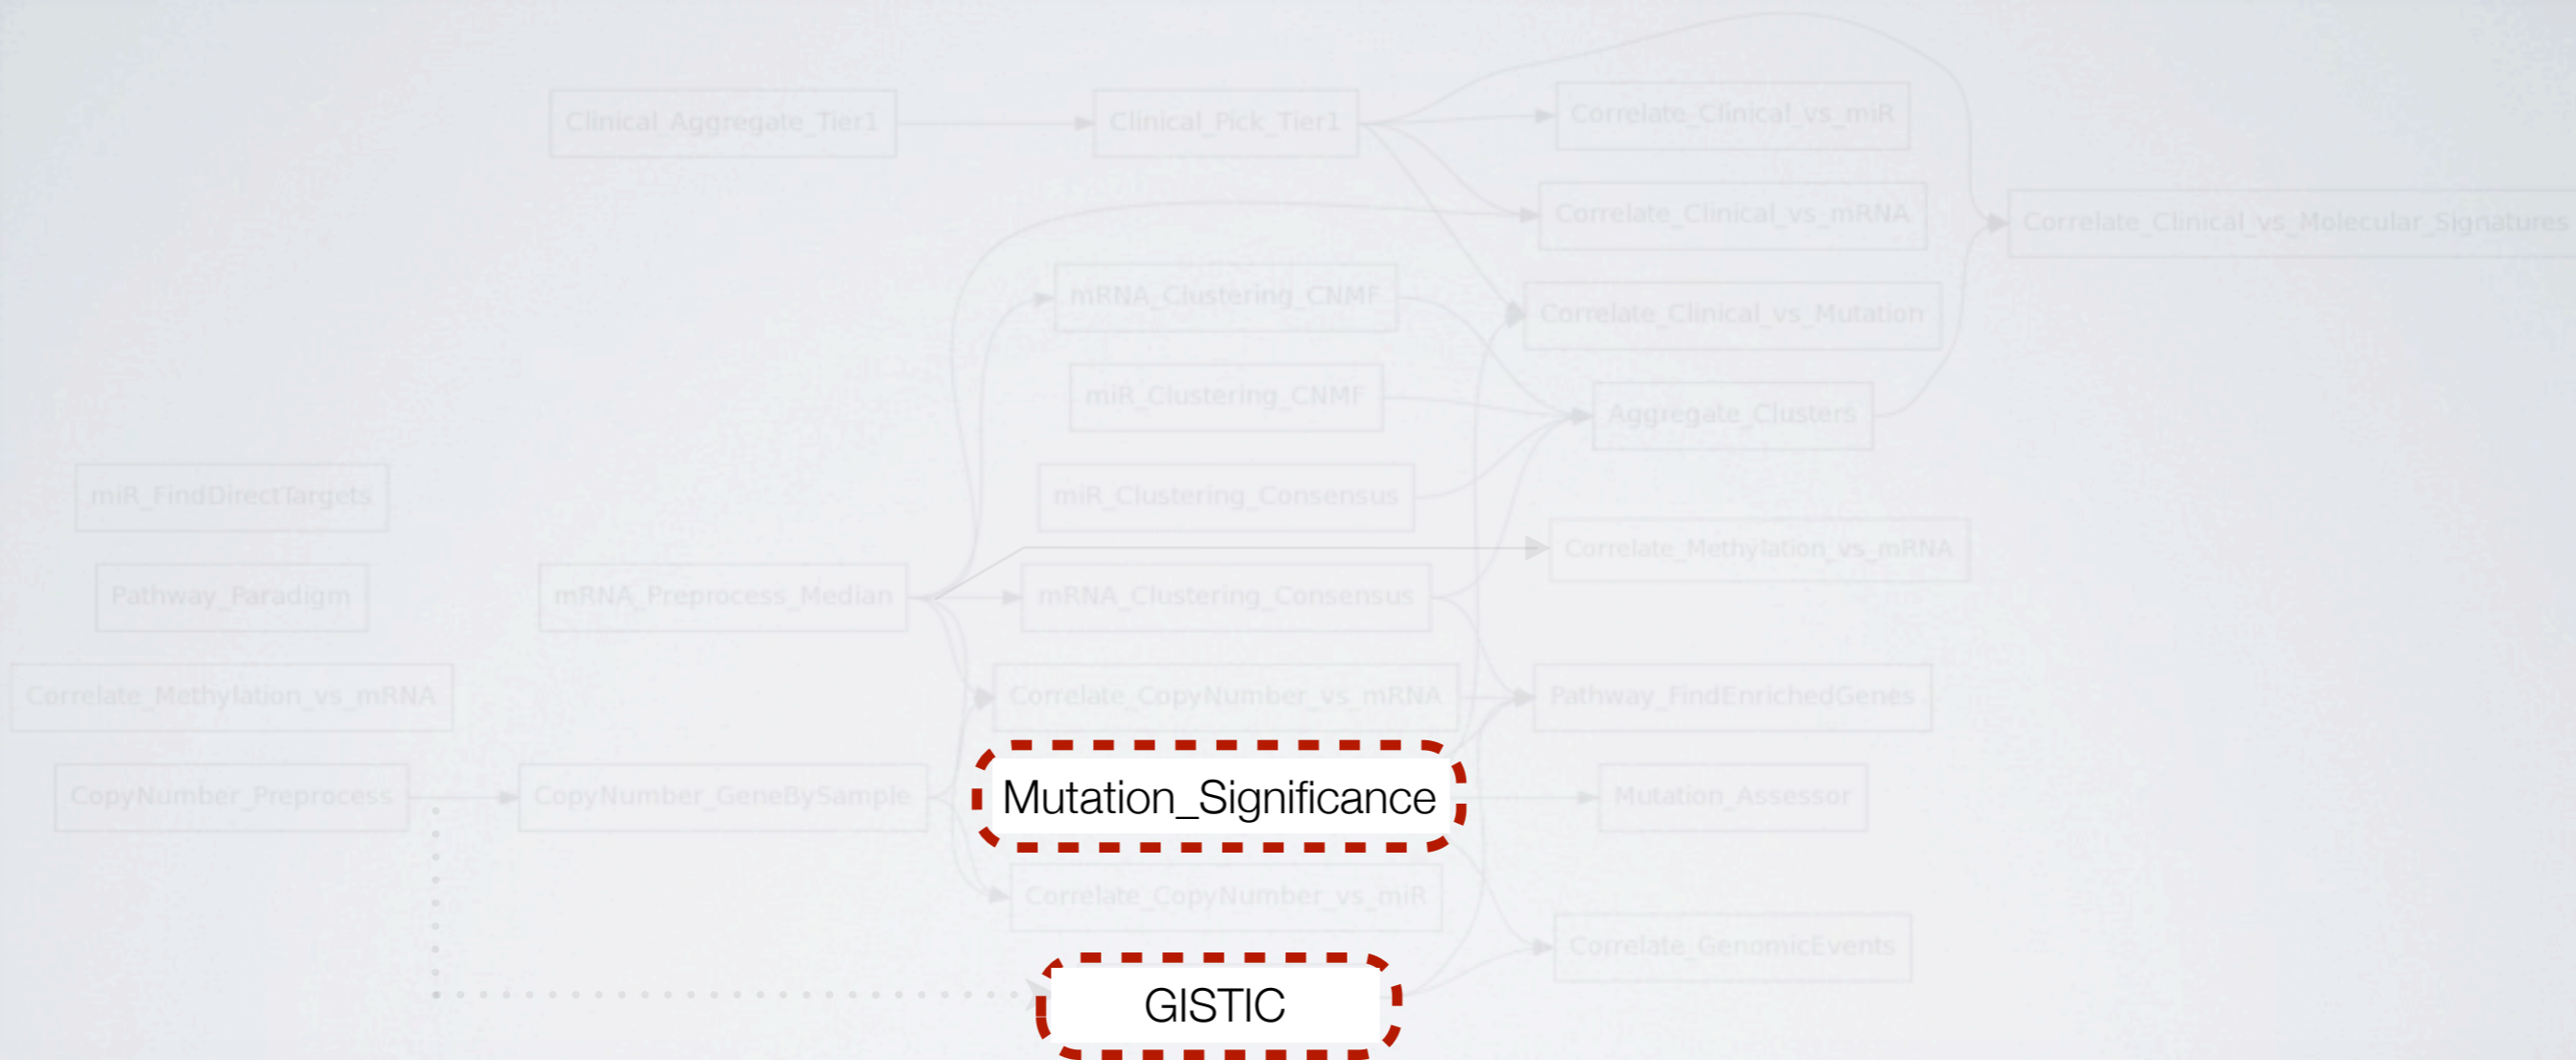 Clinical_Aggregate_Tier1
Clinical_Pick_Tier1
Correlate_Clinical_vs_miR
Correlate_Clinical_vs_mRNA
Correlate_Clinical_vs_Molecular_Signatures
mRNA_Clustering_CNMF
Correlate_Clinical_vs_Mutation
miR_Clustering_CNMF
Aggregate_Clusters
miR_FindDirectTargets
miR_Clustering_Consensus
Correlate_Methylation_vs_mRNA
Pathway_Paradigm
mRNA_Preprocess_Median
mRNA_Clustering_Consensus
Correlate_Methylation_vs_mRNA
Correlate_CopyNumber_vs_mRNA
Pathway_FindEnrichedGenes
CopyNumber_Preprocess
CopyNumber_GeneBySample
Mutation_Significance
Mutation_Assessor
Correlate_CopyNumber_vs_miR
Correlate_GenomicEvents
GISTIC